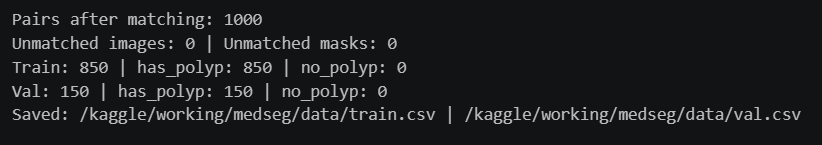 Pairs after matching: 1000
Unmatched images: 0 | Unmatched masks: 0
Train: 850 | has_polyp: 850 | no_polyp: 0
Val: 150 | has_polyp: 150 | no_polyp: 0
Saved: /kaggle/working/medseg/data/train.csv | /kaggle/working/medseg/data/val.csv